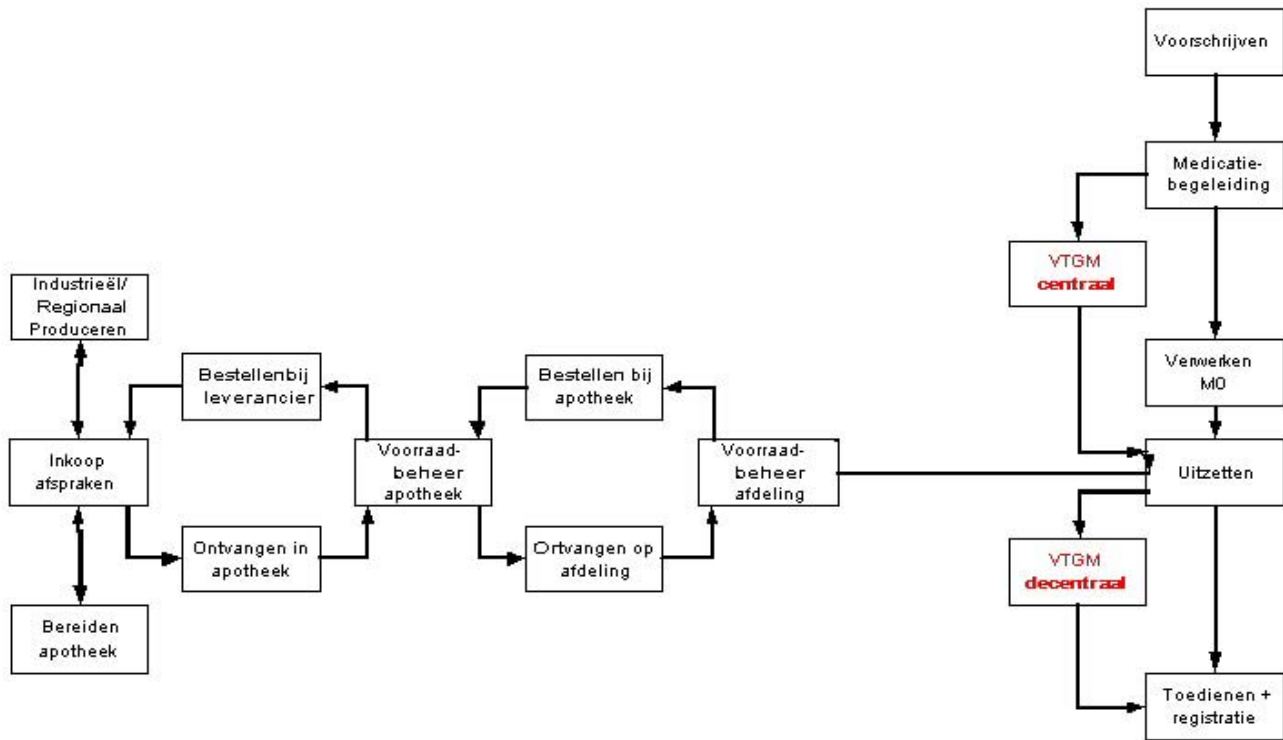 Voorschrijven
Medicatie-
begeleiding
VTGM
centraal
Industrieël/
Regionaal
Produceren
Verwerken
MO
Bestellenbij
leverancier
Bestellen bij
apotheek
Inkoop
afspraken
Voorraad-
beheer
apotheek
Voorraad-
beheer
afdeling
Uitzetten
Ontvangen in
apotheek
Ortvangen op
afdeling
VTGM
decentraal
Bereiden
apotheek
Toedienen +
registratie